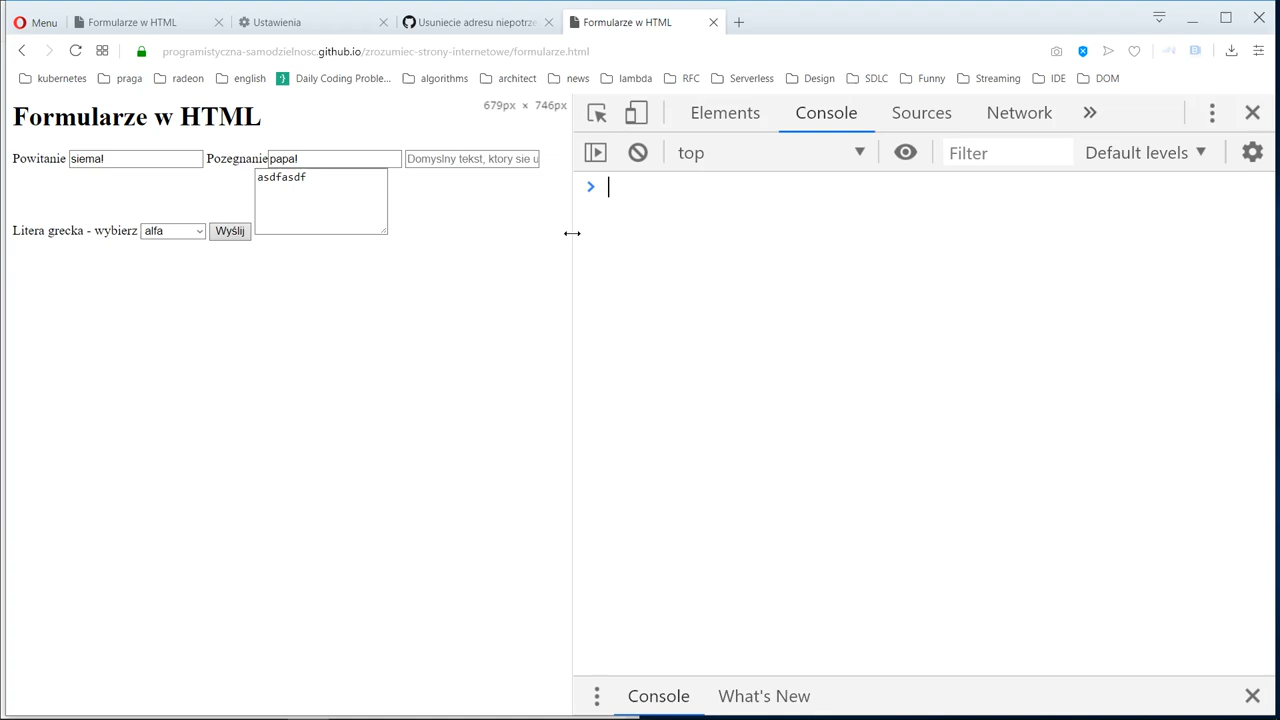 Menu Formularze w HTML Ustawienia Usuniecie adresu niepotrze Formularze w HTML
programistyczna-samodzielnosc.github.io/zrozumiec-strony-internetowe/formularze.html
kubernetes praga radeon english Daily Coding Proble... algorithms architect news lambda RFC Serverless Design SDLC Funny Streaming IDE DOM
679px × 746px
Formularze w HTML
Powitanie siema! Pozegnanie papa! Domyslny tekst, ktory sie u
asdfasdf
Litera grecka - wybierz alfa Wyślij
Elements Console Sources Network
top Filter Default levels
Console What's New